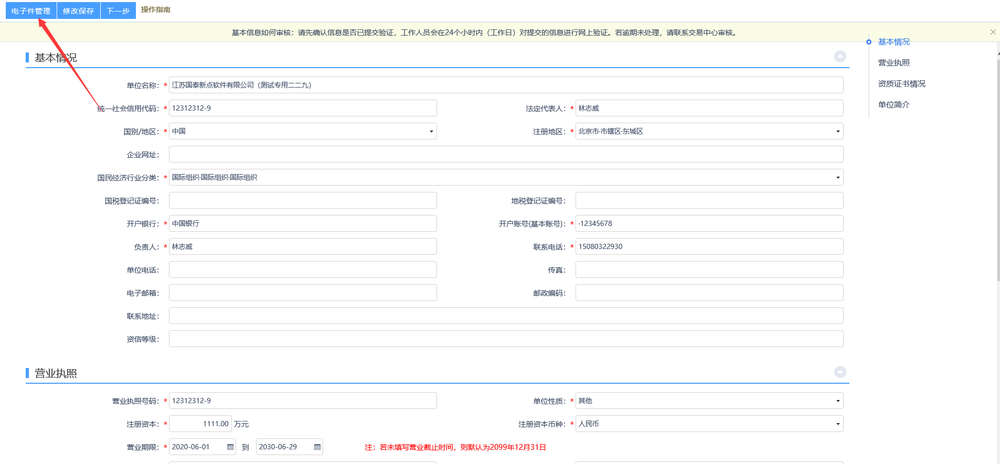 电子件管理 修改保存 下一步 操作指南
基本信息如何审核：请先确认信息是否已提交验证，工作人员会在24个小时内（工作日）对提交的信息进行网上验证。若逾期未处理，请联系交易中心审核。
基本情况
单位名称：* 江苏国泰新点软件有限公司（测试专用二二九）
统一社会信用代码：* 12312312-9 法定代表人：* 林志威
国别/地区：* 中国 注册地区：* 北京市·市辖区·东城区
企业网址：
国民经济行业分类：* 国际组织·国际组织·国际组织
国税登记证编号： 地税登记证编号：
开户银行：* 中国银行 开户账号(基本账号)：* ·12345678
负责人：* 林志威 联系电话：* 15080322930
单位电话： 传真：
电子邮箱： 邮政编码：
联系地址：
资信等级：
营业执照
营业执照号码：* 12312312-9 单位性质：* 其他
注册资本：* 1111.00 万元 注册资本币种：* 人民币
营业期限：* 2020-06-01 到 2030-06-29 注：若未填写营业截止时间，则默认为2099年12月31日
基本情况
营业执照
资质证书情况
单位简介